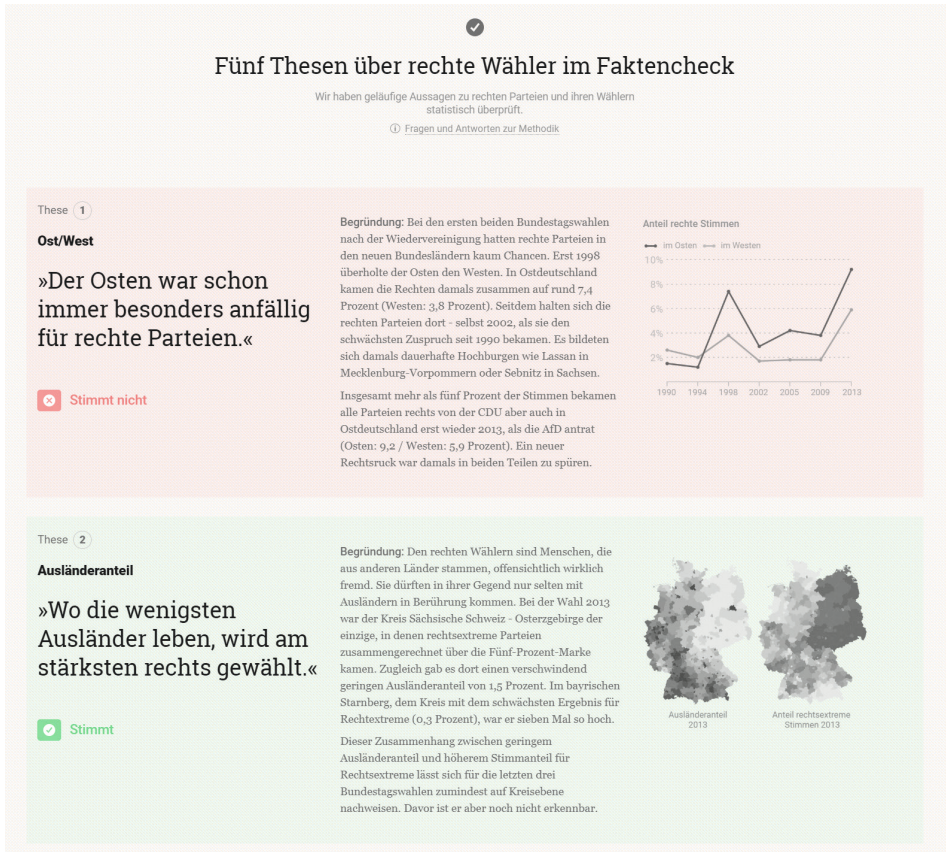 Fünf Thesen über rechte Wähler im Faktencheck
Wir haben geläufige Aussagen zu rechten Parteien und ihren Wählern
statistisch überprüft.
Fragen und Antworten zur Methodik
These 1
Ost/West
»Der Osten war schon
immer besonders anfällig
für rechte Parteien.«
Stimmt nicht
Begründung: Bei den ersten beiden Bundestagswahlen
nach der Wiedervereinigung hatten rechte Parteien in
den neuen Bundesländern kaum Chancen. Erst 1998
überholte der Osten den Westen. In Ostdeutschland
kamen die Rechten damals zusammen auf rund 7,4
Prozent (Westen: 3,8 Prozent). Seitdem halten sich die
rechten Parteien dort - selbst 2002, als sie den
schwächsten Zuspruch seit 1990 bekamen. Es bildeten
sich damals dauerhafte Hochburgen wie Lassan in
Mecklenburg-Vorpommern oder Sebnitz in Sachsen.
Insgesamt mehr als fünf Prozent der Stimmen bekamen
alle Parteien rechts von der CDU aber auch in
Ostdeutschland erst wieder 2013, als die AfD antrat
(Osten: 9,2 / Westen: 5,9 Prozent). Ein neuer
Rechtsruck war damals in beiden Teilen zu spüren.
Anteil rechte Stimmen
im Osten im Westen
10%
8%
6%
4%
2%
1990 1994 1998 2002 2005 2009 2013
These 2
Ausländeranteil
»Wo die wenigsten
Ausländer leben, wird am
stärksten rechts gewählt.«
Stimmt
Begründung: Den rechten Wählern sind Menschen, die
aus anderen Länder stammen, offensichtlich wirklich
fremd. Sie dürften in ihrer Gegend nur selten mit
Ausländern in Berührung kommen. Bei der Wahl 2013
war der Kreis Sächsische Schweiz - Osterzgebirge der
einzige, in denen rechtsextreme Parteien
zusammengerechnet über die Fünf-Prozent-Marke
kamen. Zugleich gab es dort einen verschwindend
geringen Ausländeranteil von 1,5 Prozent. Im bayrischen
Starnberg, dem Kreis mit dem schwächsten Ergebnis für
Rechtextreme (0,3 Prozent), war er sieben Mal so hoch.
Dieser Zusammenhang zwischen geringem
Ausländeranteil und höherem Stimmanteil für
Rechtsextreme lässt sich für die letzten drei
Bundestagswahlen zumindest auf Kreisebene
nachweisen. Davor ist er aber noch nicht erkennbar.
Ausländeranteil
2013
Anteil rechtsextreme
Stimmen 2013